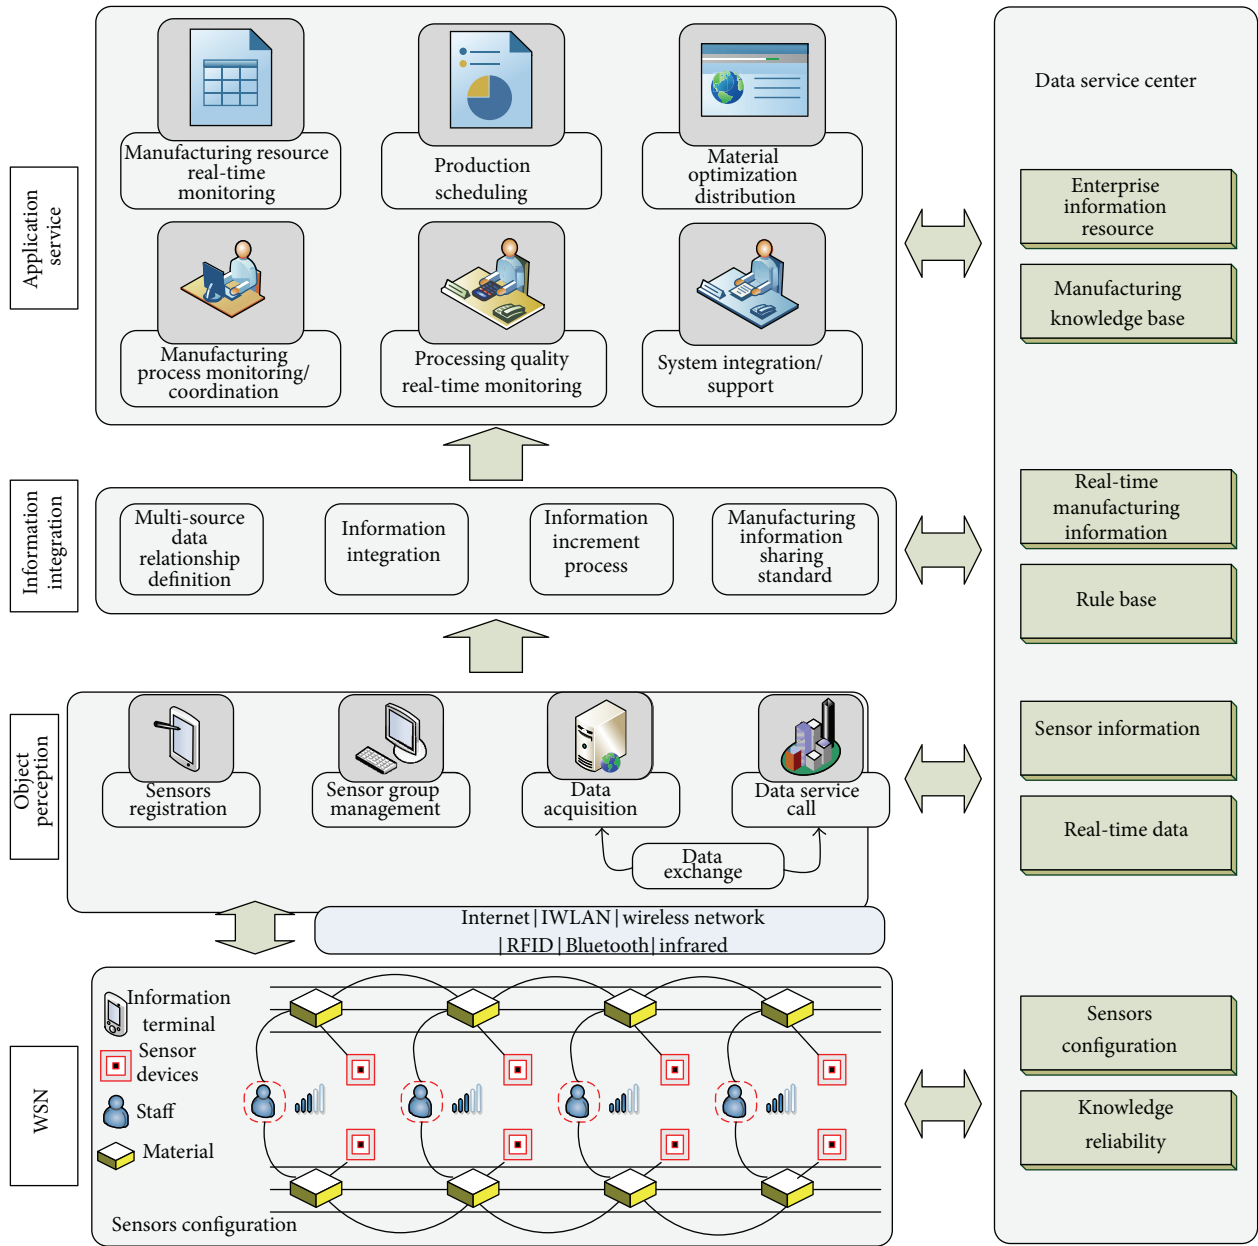 Application
service
Manufacturing resource
real-time
monitoring
Production
scheduling
Material
optimization
distribution
Manufacturing
process monitoring/
coordination
Processing quality
real-time monitoring
System integration/
support
Information
integration
Multi-source
data
relationship
definition
Information
integration
Information
increment
process
Manufacturing
information
sharing
standard
Object
perception
Sensors
registration
Sensor group
management
Data
acquisition
Data service
call
Data
exchange
Internet | IWLAN | wireless network
| RFID | Bluetooth | infrared
WSN
Information
terminal
Sensor
devices
Staff
Material
Sensors configuration
Data service center
Enterprise
information
resource
Manufacturing
knowledge base
Real-time
manufacturing
information
Rule base
Sensor information
Real-time data
Sensors
configuration
Knowledge
reliability